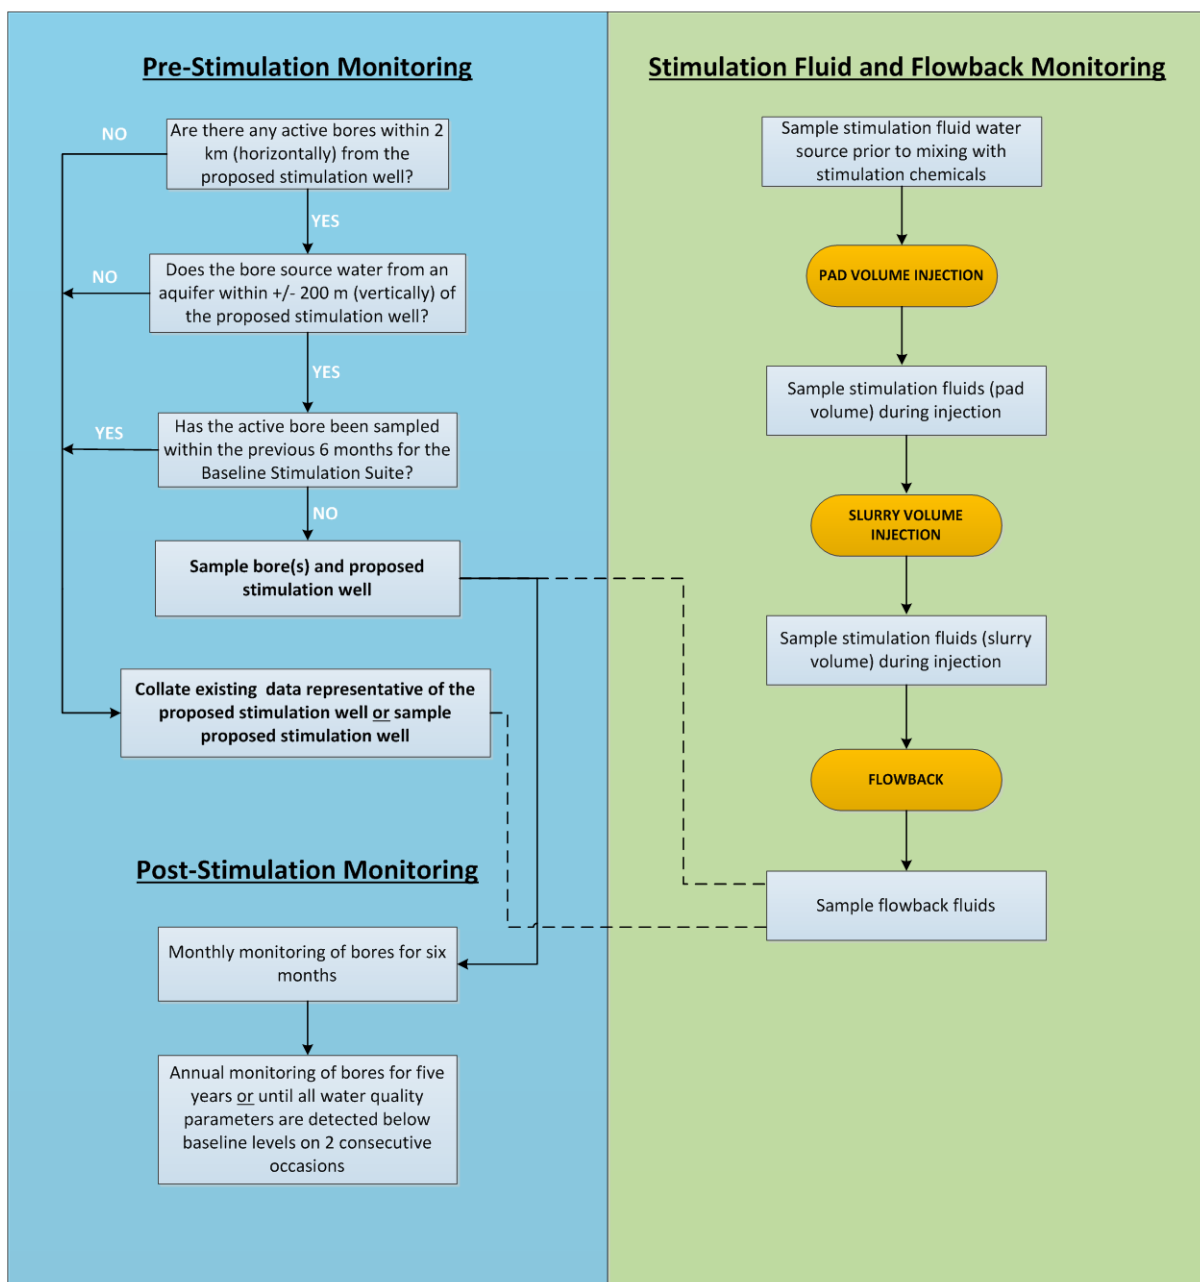 Pre-Stimulation Monitoring
NO
Are there any active bores within 2
km (horizontally) from the
proposed stimulation well?
YES
NO
Does the bore source water from an
aquifer within +/- 200 m (vertically) of
the proposed stimulation well?
YES
YES
Has the active bore been sampled
within the previous 6 months for the
Baseline Stimulation Suite?
NO
Sample bore(s) and proposed
stimulation well
Collate existing data representative of the
proposed stimulation well or sample
proposed stimulation well
Post-Stimulation Monitoring
Monthly monitoring of bores for six
months
Annual monitoring of bores for five
years or until all water quality
parameters are detected below
baseline levels on 2 consecutive
occasions
Stimulation Fluid and Flowback Monitoring
Sample stimulation fluid water
source prior to mixing with
stimulation chemicals
PAD VOLUME INJECTION
Sample stimulation fluids (pad
volume) during injection
SLURRY VOLUME
INJECTION
Sample stimulation fluids (slurry
volume) during injection
FLOWBACK
Sample flowback fluids